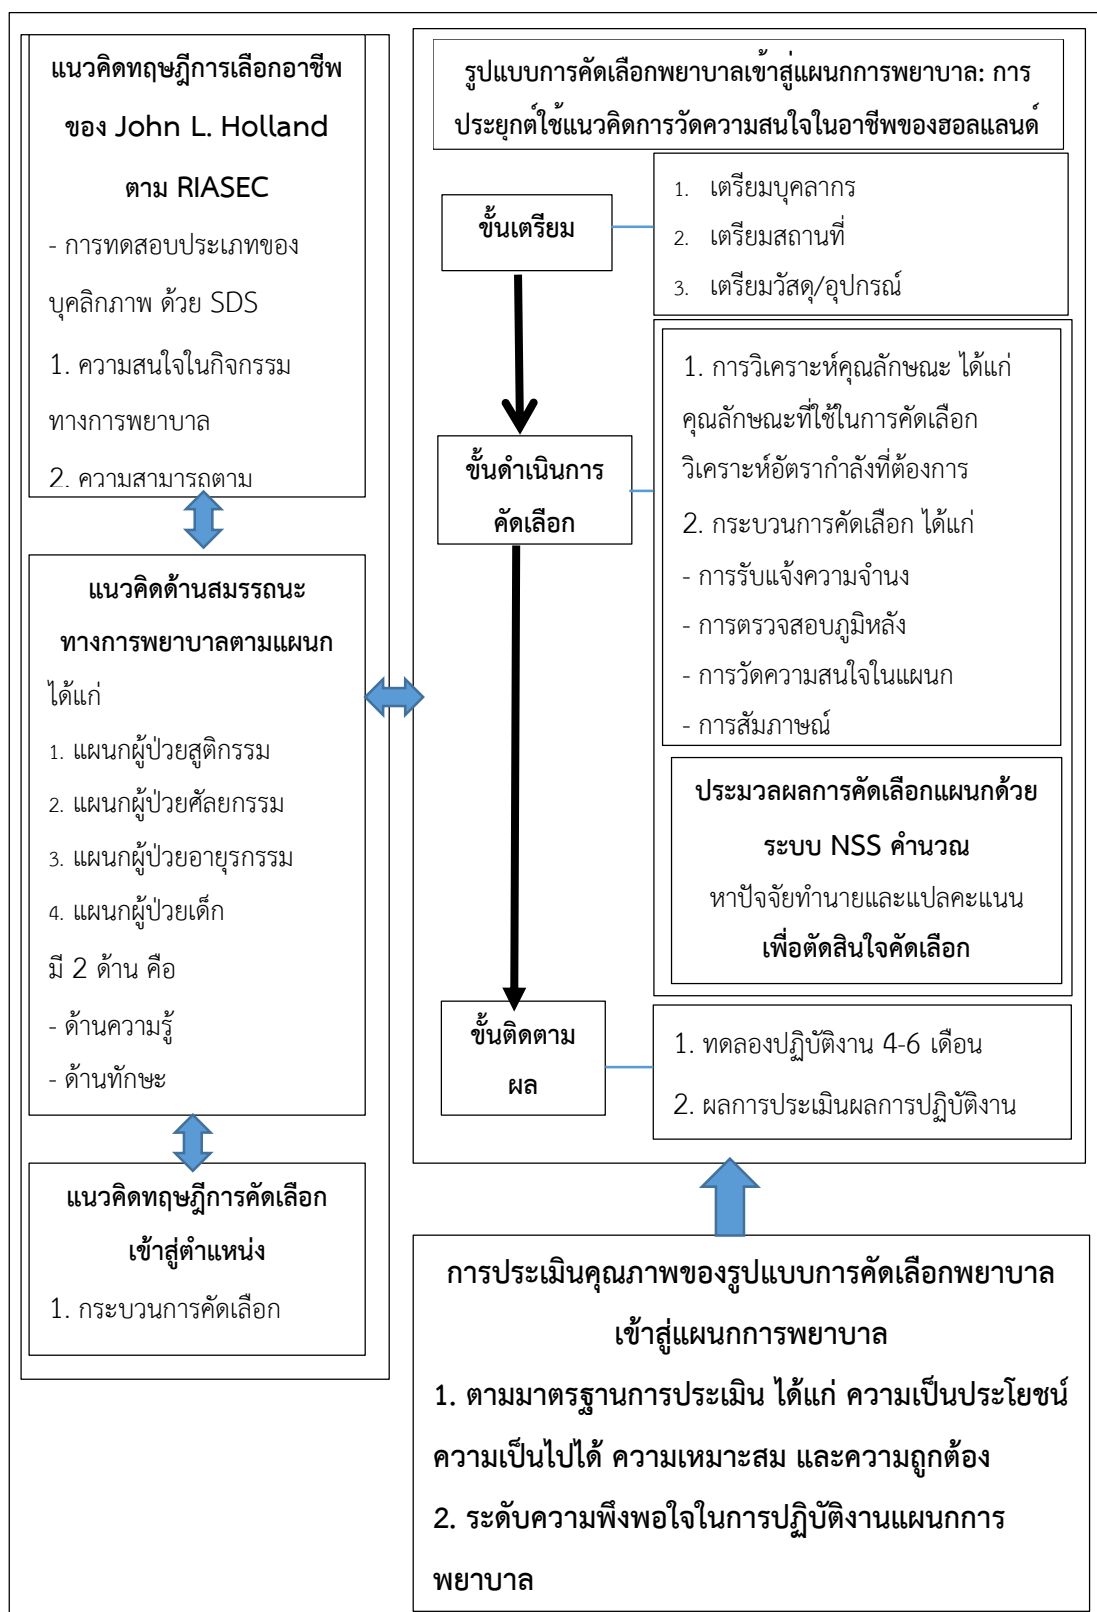 แนวคิดทฤษฎีการเลือกอาชีพ
ของ John L. Holland
ตาม RIASEC
- การทดสอบประเภทของ
บุคลิกภาพ ด้วย SDS
1. ความสนใจในกิจกรรม
ทางการพยาบาล
2. ความสามารถตาม
แนวคิดด้านสมรรถนะ
ทางการพยาบาลตามแผนก
ได้แก่
1. แผนกผู้ป่วยสูติกรรม
2. แผนกผู้ป่วยศัลยกรรม
3. แผนกผู้ป่วยอายุรกรรม
4. แผนกผู้ป่วยเด็ก
มี 2 ด้าน คือ
- ด้านความรู้
- ด้านทักษะ
แนวคิดทฤษฎีการคัดเลือก
เข้าสู่ตำแหน่ง
1. กระบวนการคัดเลือก
รูปแบบการคัดเลือกพยาบาลเข้าสู่แผนกการพยาบาล: การ
ประยุกต์ใช้แนวคิดการวัดความสนใจในอาชีพของฮอลแลนด์
ขั้นเตรียม
1. เตรียมบุคลากร
2. เตรียมสถานที่
3. เตรียมวัสดุ/อุปกรณ์
ขั้นดำเนินการ
คัดเลือก
1. การวิเคราะห์คุณลักษณะ ได้แก่
คุณลักษณะที่ใช้ในการคัดเลือก
วิเคราะห์อัตรากำลังที่ต้องการ
2. กระบวนการคัดเลือก ได้แก่
- การรับแจ้งความจำนง
- การตรวจสอบภูมิหลัง
- การวัดความสนใจในแผนก
- การสัมภาษณ์
ประมวลผลการคัดเลือกแผนกด้วย
ระบบ NSS คำนวณ
หาปัจจัยทำนายและแปลคะแนน
เพื่อตัดสินใจคัดเลือก
ขั้นติดตาม
ผล
1. ทดลองปฏิบัติงาน 4-6 เดือน
2. ผลการประเมินผลการปฏิบัติงาน
การประเมินคุณภาพของรูปแบบการคัดเลือกพยาบาล
เข้าสู่แผนกการพยาบาล
1. ตามมาตรฐานการประเมิน ได้แก่ ความเป็นประโยชน์
ความเป็นไปได้ ความเหมาะสม และความถูกต้อง
2. ระดับความพึงพอใจในการปฏิบัติงานแผนกการ
พยาบาล